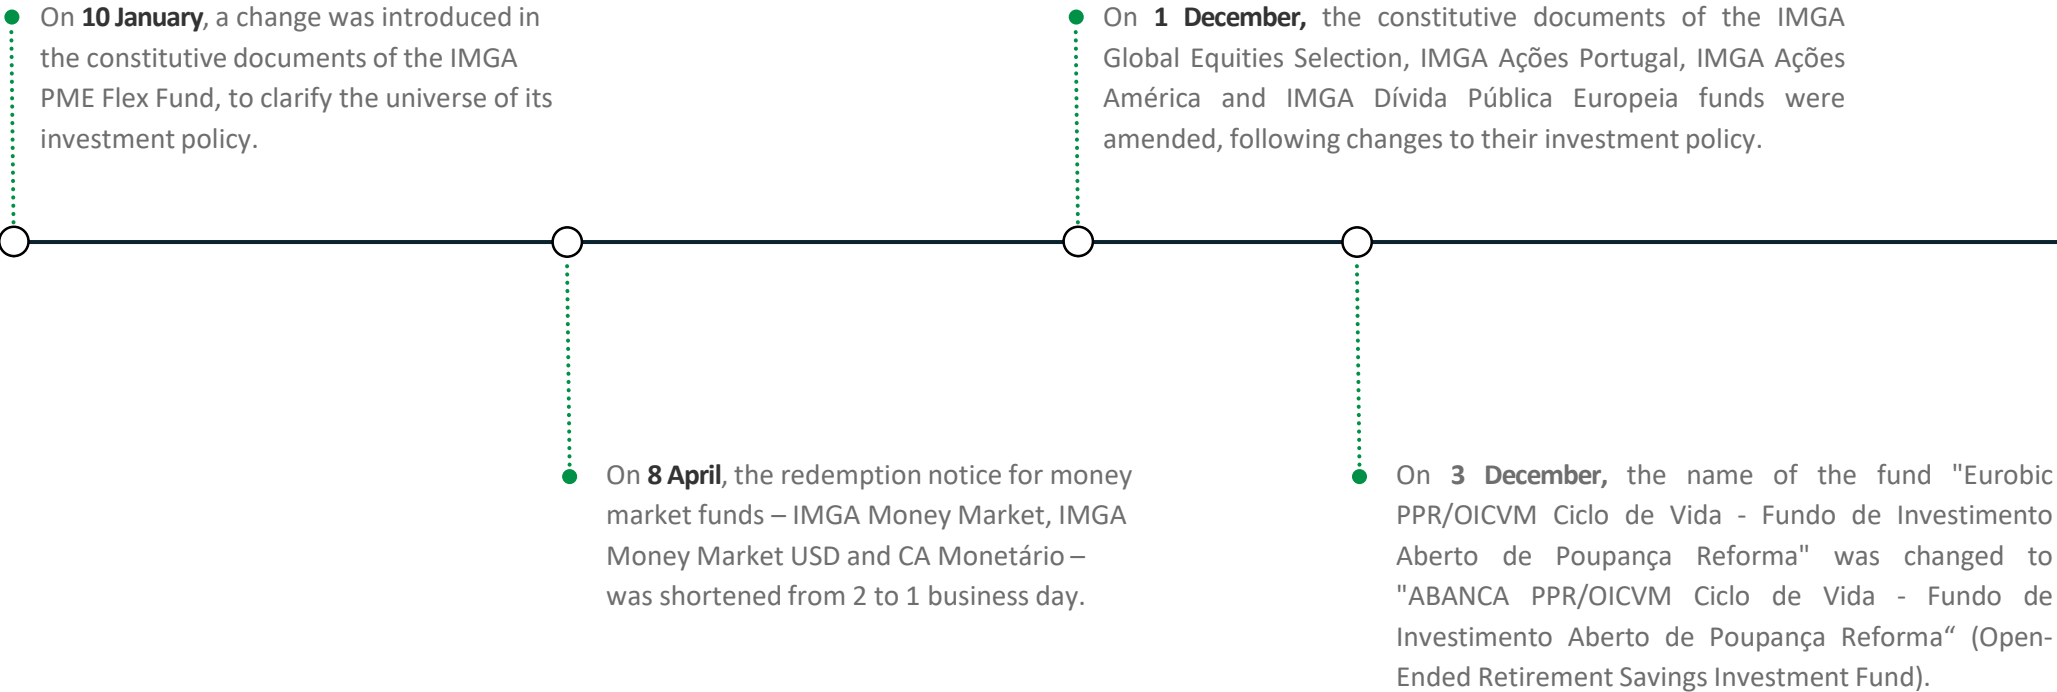 On 10 January, a change was introduced in
the constitutive documents of the IMGA
PME Flex Fund, to clarify the universe of its
investment policy.
On 1 December, the constitutive documents of the IMGA
Global Equities Selection, IMGA Ações Portugal, IMGA Ações
América and IMGA Dívida Pública Europeia funds were
amended, following changes to their investment policy.
On 8 April, the redemption notice for money
market funds – IMGA Money Market, IMGA
Money Market USD and CA Monetário –
was shortened from 2 to 1 business day.
On 3 December, the name of the fund "Eurobic
PPR/OICVM Ciclo de Vida - Fundo de Investimento
Aberto de Poupança Reforma" was changed to
"ABANCA PPR/OICVM Ciclo de Vida - Fundo de
Investimento Aberto de Poupança Reforma“ (Open-
Ended Retirement Savings Investment Fund).